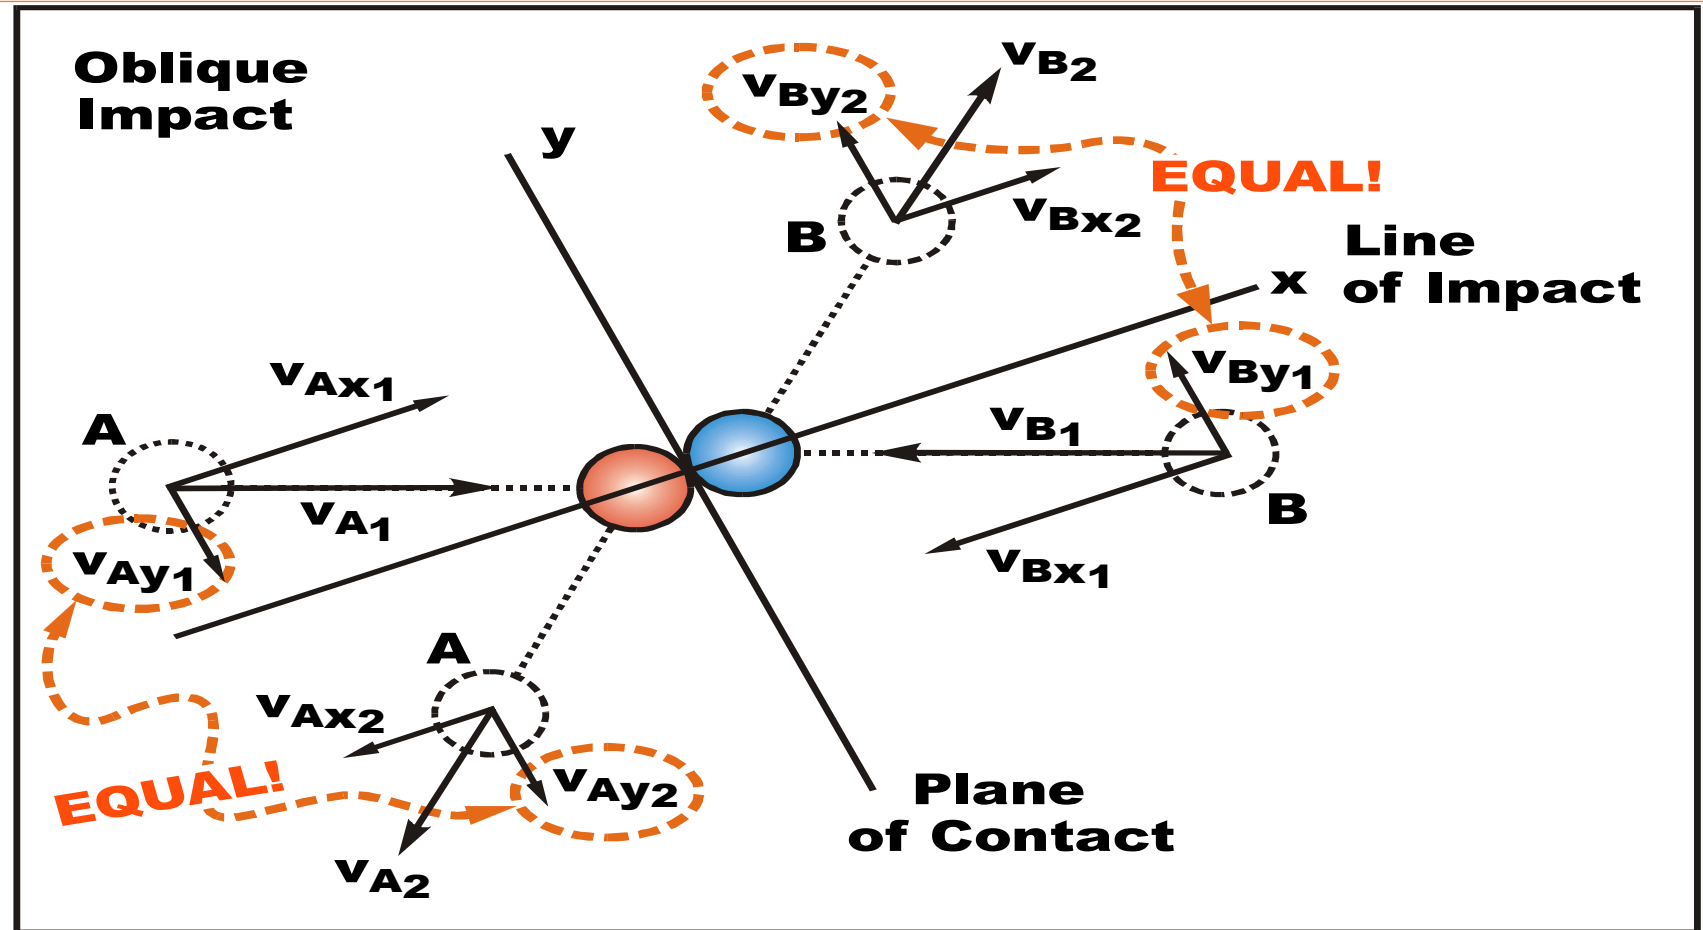 Oblique
Impact
y
vBy2
vB2
EQUAL!
vBx2
B
Line
of Impact
x
vBy1
vAx1
A
vB1
vA1
B
vAy1
vBx1
A
vAx2
EQUAL!
vAy2
Plane
of Contact
vA2